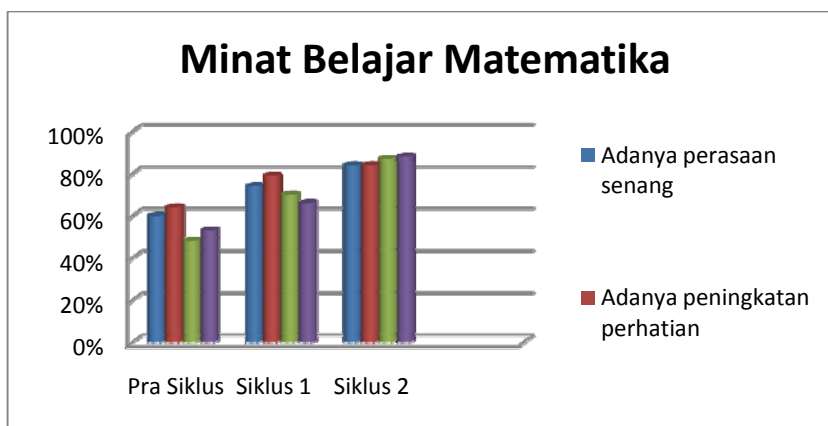 Minat Belajar Matematika
100%
80%
60%
40%
20%
0%
Pra Siklus Siklus 1 Siklus 2
Adanya perasaan
senang
Adanya peningkatan
perhatian